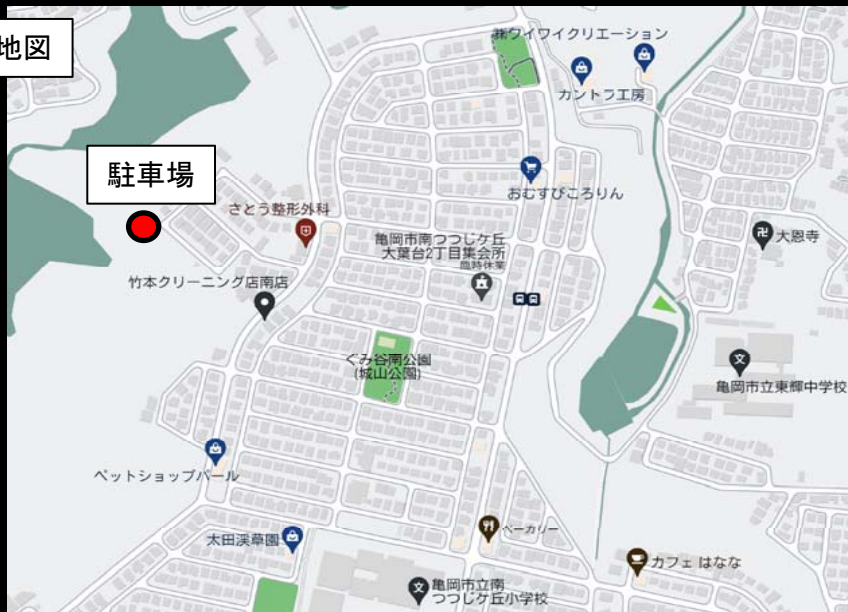 地図
㈱ワイワイクリエーション
カントラ工房
駐車場
おむすびころりん
さとう整形外科
大恩寺
亀岡市南つつじケ丘
大葉台2丁目集会所
臨時休業
竹本クリーニング店南店
ぐみ谷南公園
(城山公園)
亀岡市立東輝中学校
ペットショップパール
ベーカリー
太田渓草園
カフェ はなな
亀岡市立南
つつじケ丘小学校